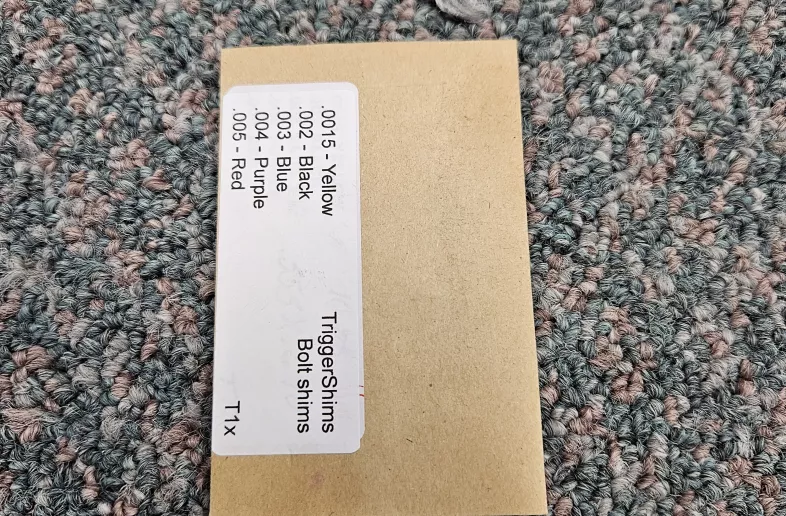 .0015 - Yellow
.002 - Black
.003 - Blue
.004 - Purple
.005 - Red
TriggerShims
Bolt shims
T1x